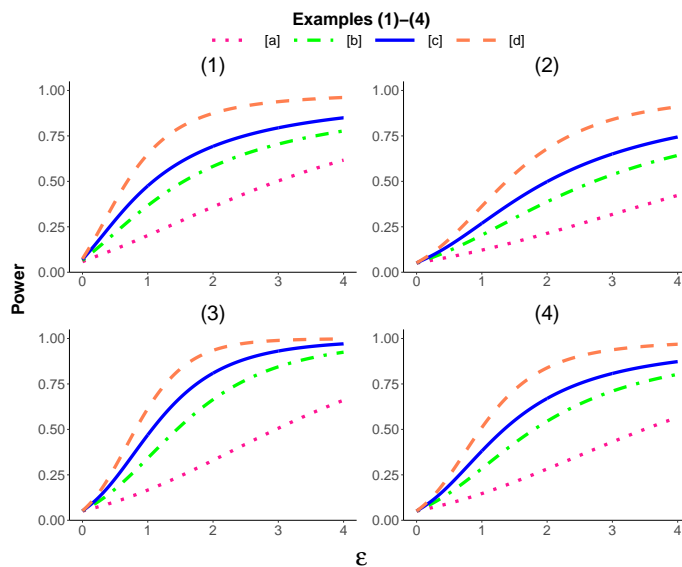 Examples (1)–(4)
[a] [b] [c] [d]
(1) (2)
1.00 1.00
0.75 0.75
0.50 0.50
0.25 0.25
0.00 0.00
0 1 2 3 4 0 1 2 3 4
Power
(3) (4)
1.00 1.00
0.75 0.75
0.50 0.50
0.25 0.25
0.00 0.00
0 1 2 3 4 0 1 2 3 4
ε